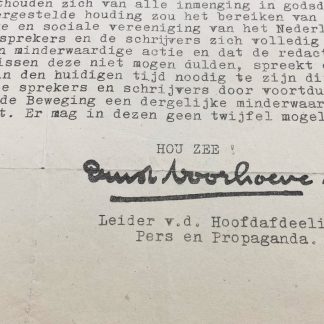 houden zich van alle inmenging in godsd
ergestelde houding zou het bereiken van
e en sociale vereeniging van het Nederl
sprekers en de schrijvers zich volledig
n minderwaardige actie en dat de redact
issen deze niet mogen dulden, spreekt
in den huidigen tijd noodig te zijn di
e sprekers en schrijvers door voortdu
de Beweging een dergelijke minderwaar
t. Er mag in dezen geen twijfel mogel
HOU ZEE !
Ernst Voorhoeve
Leider v.d. Hoofdafdeeli
Pers en Propaganda.